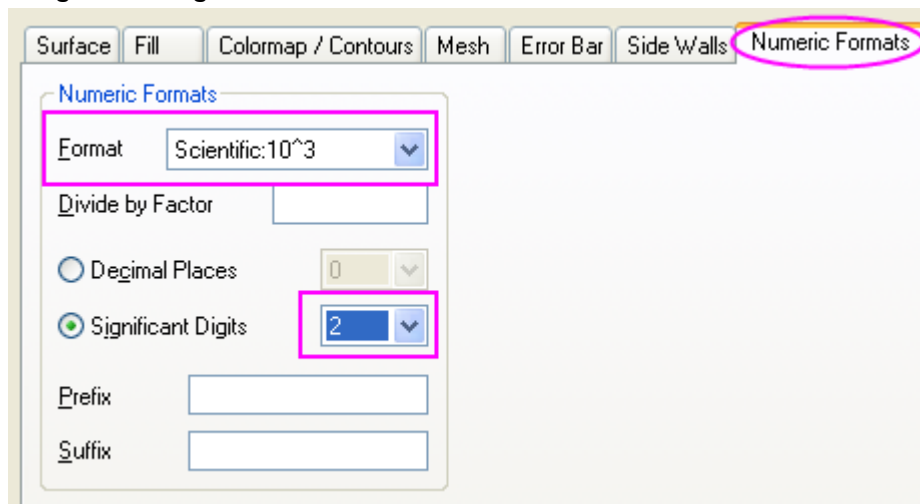 Surface Fill Colormap / Contours Mesh Error Bar Side Walls Numeric Formats
Numeric Formats
Format Scientific:10^3
Divide by Factor
Decimal Places 0
Significant Digits 2
Prefix
Suffix